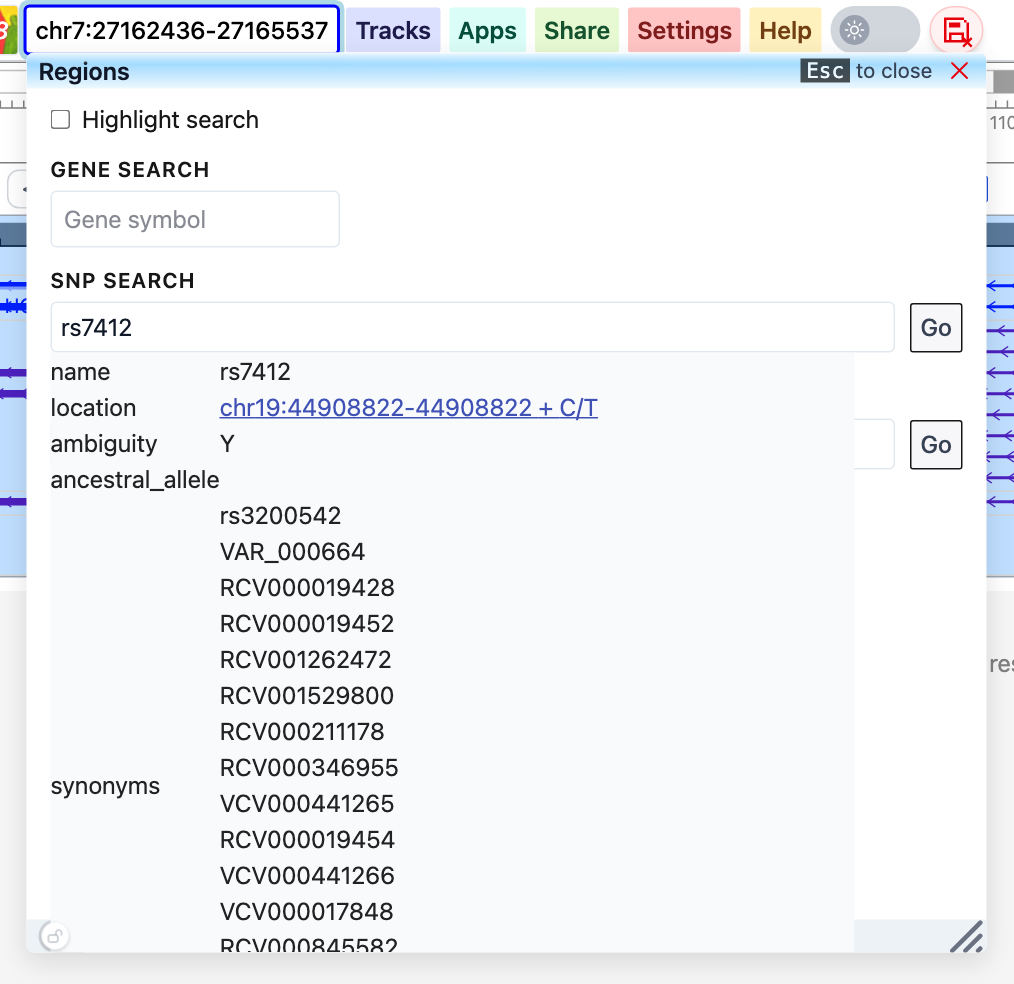 chr7:27162436-27165537 Tracks Apps Share Settings Help
Regions Esc to close
Highlight search
110
GENE SEARCH
Gene symbol
SNP SEARCH
rs7412 Go
name rs7412
location chr19:44908822-44908822 + C/T
ambiguity Y Go
ancestral_allele
rs3200542
VAR_000664
RCV000019428
RCV000019452
RCV001262472
RCV001529800
RCV000211178
RCV000346955
synonyms
VCV000441265
RCV000019454
VCV000441266
VCV000017848
RCV000845582